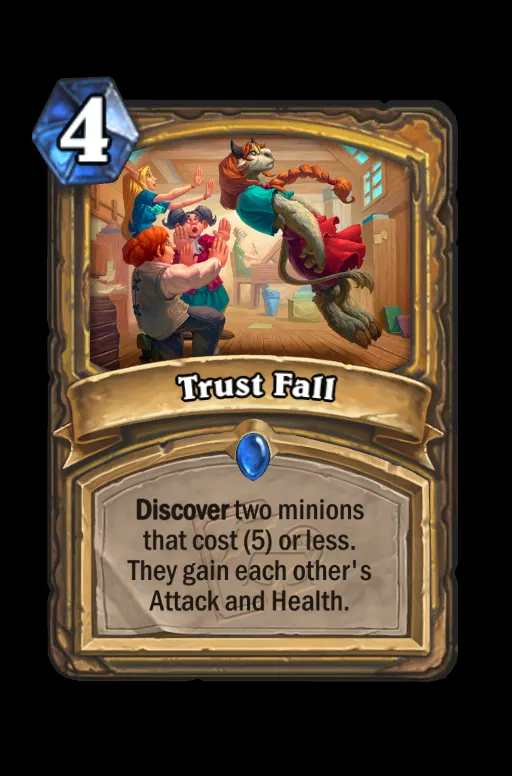 4
Trust Fall
Discover two minions
that cost (5) or less.
They gain each other's
Attack and Health.